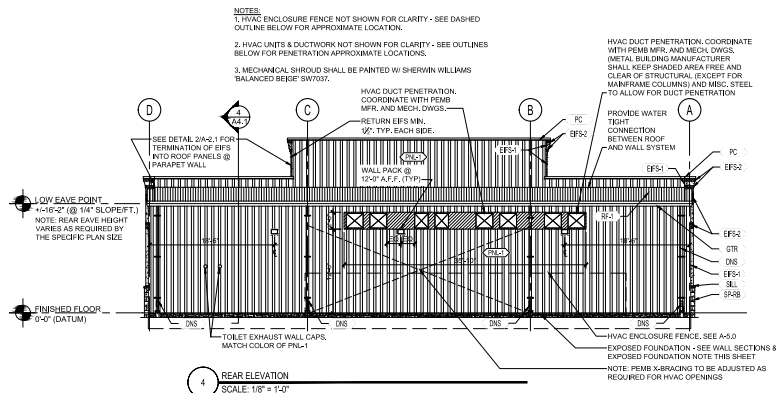 NOTES:
1. HVAC ENCLOSURE FENCE NOT SHOWN FOR CLARITY - SEE DASHED
OUTLINE BELOW FOR APPROXIMATE LOCATION.
2. HVAC UNITS & DUCTWORK NOT SHOWN FOR CLARITY - SEE OUTLINES
BELOW FOR PENETRATION APPROXIMATE LOCATIONS.
3. MECHANICAL SHROUD SHALL BE PAINTED W/ SHERWIN WILLIAMS
'BALANCED BEIGE' SW7037.
HVAC DUCT PENETRATION. COORDINATE
WITH PEMB MFR. AND MECH. DWGS.
(METAL BUILDING MANUFACTURER
SHALL KEEP SHADED AREA FREE AND
CLEAR OF STRUCTURAL (EXCEPT FOR
MAINFRAME COLUMNS) AND MISC. STEEL
TO ALLOW FOR DUCT PENETRATION
HVAC DUCT PENETRATION.
COORDINATE WITH PEMB
MFR. AND MECH. DWGS.
D
4
A4.1
C
B
A
RETURN EIFS MIN.
1½". TYP. EACH SIDE.
SEE DETAIL 2/A-2.1 FOR
TERMINATION OF EIFS
INTO ROOF PANELS @
PARAPET WALL
PROVIDE WATER
TIGHT
CONNECTION
BETWEEN ROOF
AND WALL SYSTEM
PC
EIFS-2
EIFS-1
PNL-1
WALL PACK @
12'-0" A.F.F. (TYP)
EIFS-1
PC
EIFS-2
LOW EAVE POINT
+/-16'-2" (@ 1/4" SLOPE/FT.)
NOTE: REAR EAVE HEIGHT
VARIES AS REQUIRED BY
THE SPECIFIC PLAN SIZE
RF-1
EIFS-2
GTR
DNS
EIFS-1
SILL
SP-RB
PNL-1
FINISHED FLOOR
0'-0" (DATUM)
DNS
DNS
DNS
DNS
TOILET EXHAUST WALL CAPS.
MATCH COLOR OF PNL-1
HVAC ENCLOSURE FENCE. SEE A-5.0
EXPOSED FOUNDATION - SEE WALL SECTIONS &
EXPOSED FOUNDATION NOTE THIS SHEET
NOTE: PEMB X-BRACING TO BE ADJUSTED AS
REQUIRED FOR HVAC OPENINGS
4
REAR ELEVATION
SCALE: 1/8" = 1'-0"